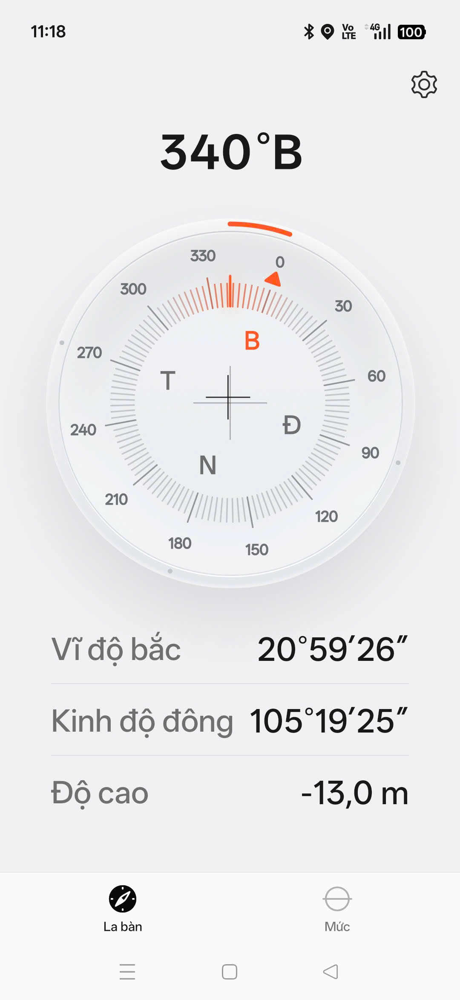 11:18
Vo LTE 4G 100
340°B
330
0
300
30
270
60
240
90
210
120
180
150
B
T
Đ
N
Vĩ độ bắc 20°59′26″
Kinh độ đông 105°19′25″
Độ cao -13,0 m
La bàn Mức